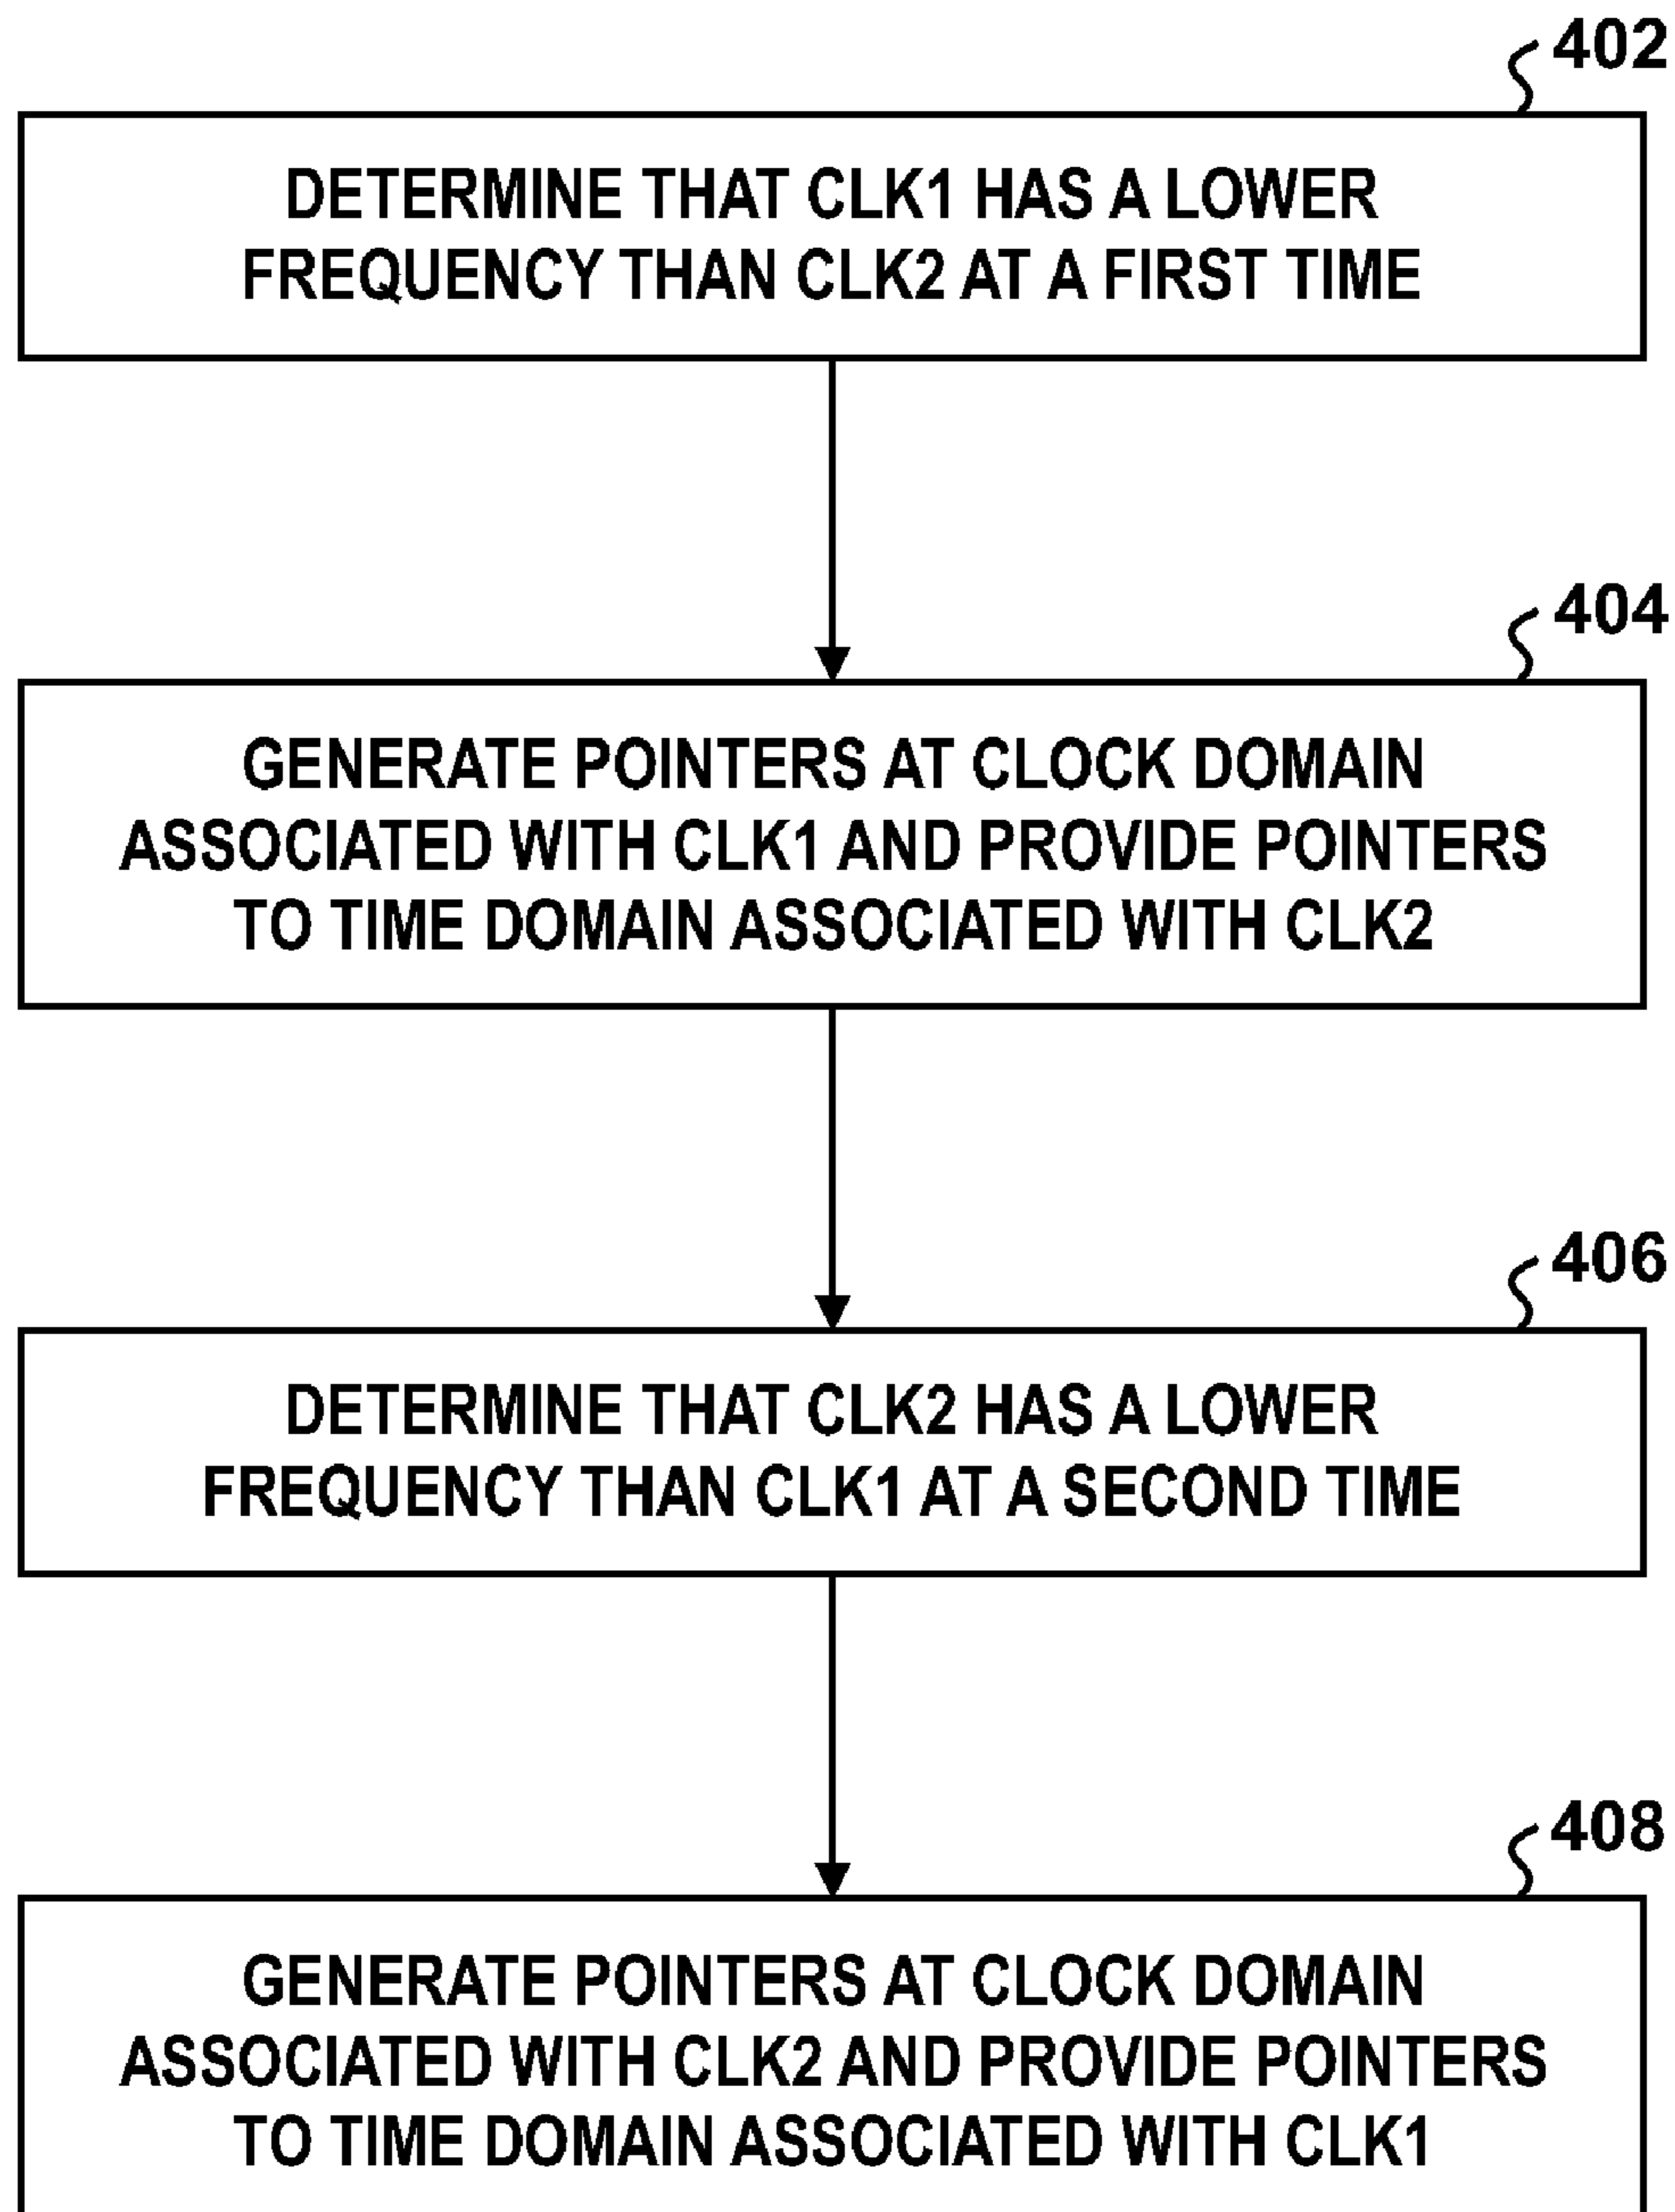 402
DETERMINE THAT CLK1 HAS A LOWER
FREQUENCY THAN CLK2 AT A FIRST TIME
404
GENERATE POINTERS AT CLOCK DOMAIN
ASSOCIATED WITH CLK1 AND PROVIDE POINTERS
TO TIME DOMAIN ASSOCIATED WITH CLK2
406
DETERMINE THAT CLK2 HAS A LOWER
FREQUENCY THAN CLK1 AT A SECOND TIME
408
GENERATE POINTERS AT CLOCK DOMAIN
ASSOCIATED WITH CLK2 AND PROVIDE POINTERS
TO TIME DOMAIN ASSOCIATED WITH CLK1